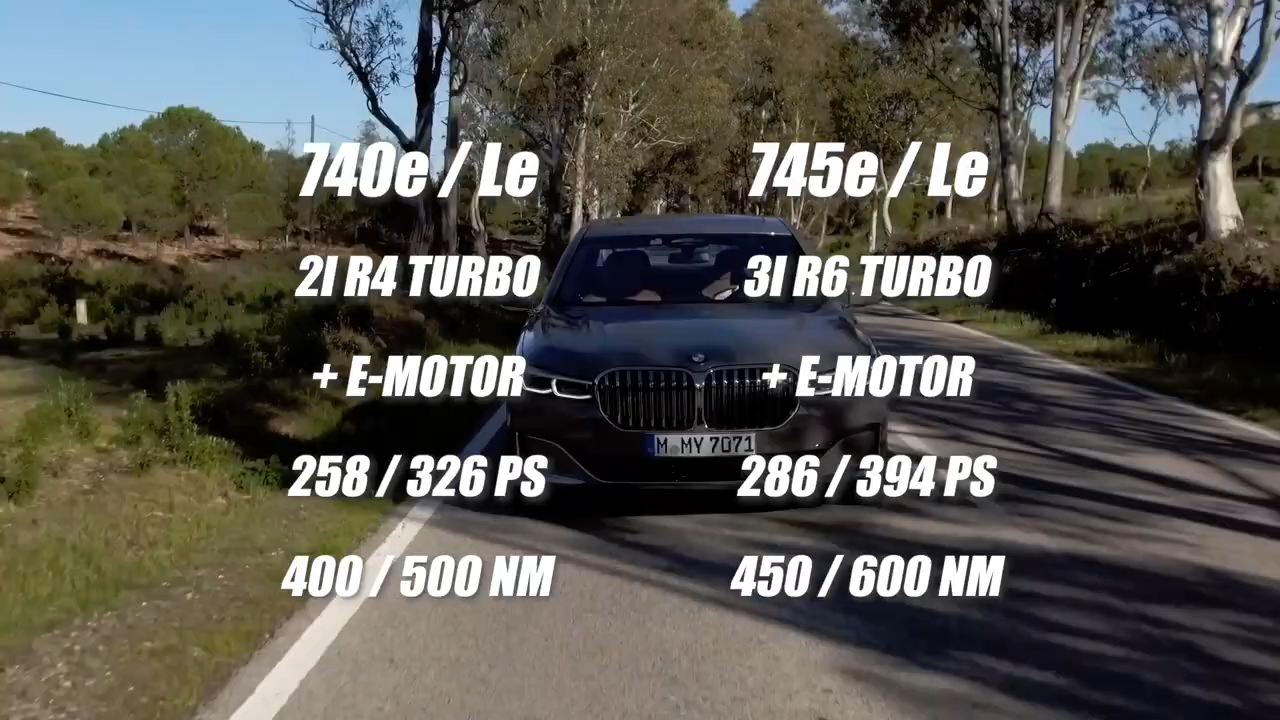 740e / Le
2l R4 TURBO
+ E-MOTOR
258 / 326 PS
400 / 500 NM
745e / Le
3l R6 TURBO
+ E-MOTOR
286 / 394 PS
450 / 600 NM
M MY 7071